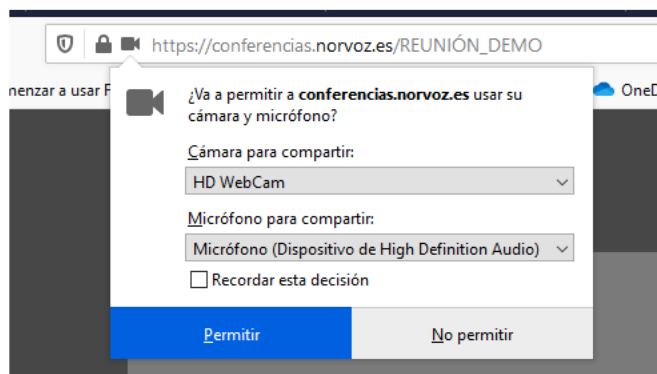 https://conferencias.norvoz.es/REUNIÓN_DEMO
menzar a usar F
OneD
¿Va a permitir a conferencias.norvoz.es usar su
cámara y micrófono?
Cámara para compartir:
HD WebCam
Micrófono para compartir:
Micrófono (Dispositivo de High Definition Audio)
Recordar esta decisión
Permitir
No permitir